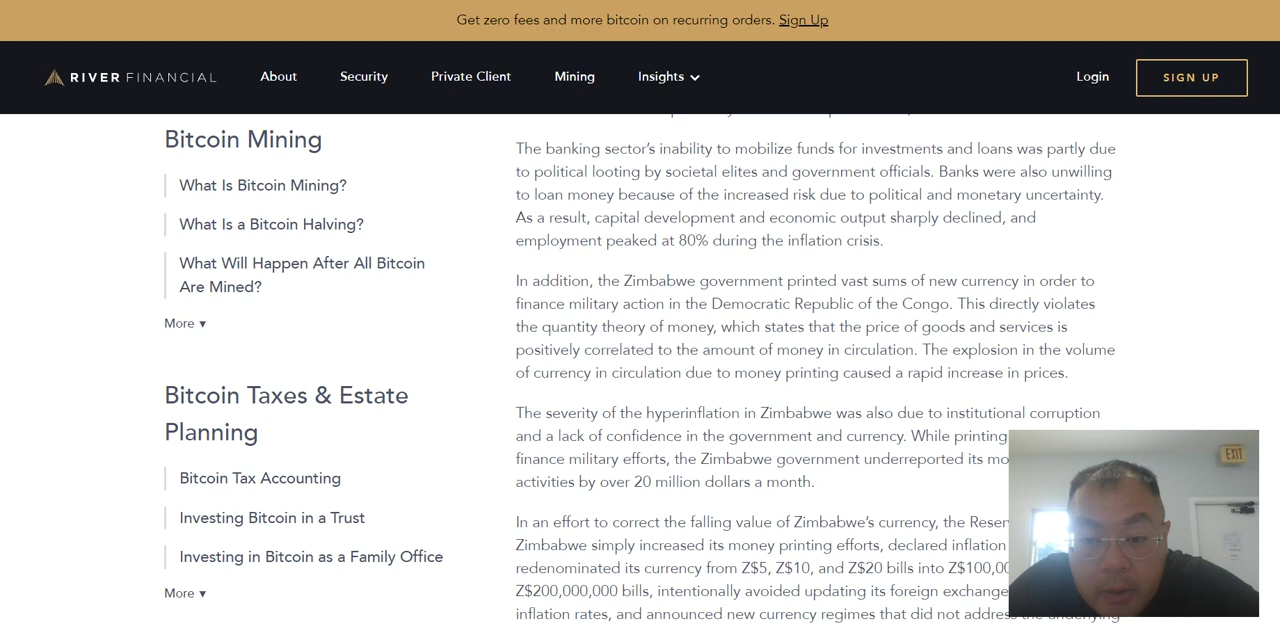 Get zero fees and more bitcoin on recurring orders. Sign Up
RIVER FINANCIAL
About
Security
Private Client
Mining
Insights
Login
SIGN UP
Bitcoin Mining
What Is Bitcoin Mining?
What Is a Bitcoin Halving?
What Will Happen After All Bitcoin
Are Mined?
More ▼
Bitcoin Taxes & Estate
Planning
Bitcoin Tax Accounting
Investing Bitcoin in a Trust
Investing in Bitcoin as a Family Office
More ▼
The banking sector’s inability to mobilize funds for investments and loans was partly due
to political looting by societal elites and government officials. Banks were also unwilling
to loan money because of the increased risk due to political and monetary uncertainty.
As a result, capital development and economic output sharply declined, and
employment peaked at 80% during the inflation crisis.
In addition, the Zimbabwe government printed vast sums of new currency in order to
finance military action in the Democratic Republic of the Congo. This directly violates
the quantity theory of money, which states that the price of goods and services is
positively correlated to the amount of money in circulation. The explosion in the volume
of currency in circulation due to money printing caused a rapid increase in prices.
The severity of the hyperinflation in Zimbabwe was also due to institutional corruption
and a lack of confidence in the government and currency. While printing
finance military efforts, the Zimbabwe government underreported its mo
activities by over 20 million dollars a month.
In an effort to correct the falling value of Zimbabwe’s currency, the Reser
Zimbabwe simply increased its money printing efforts, declared inflation
redenominated its currency from Z$5, Z$10, and Z$20 bills into Z$100,00
Z$200,000,000 bills, intentionally avoided updating its foreign exchange
inflation rates, and announced new currency regimes that did not address the underlying
EXIT